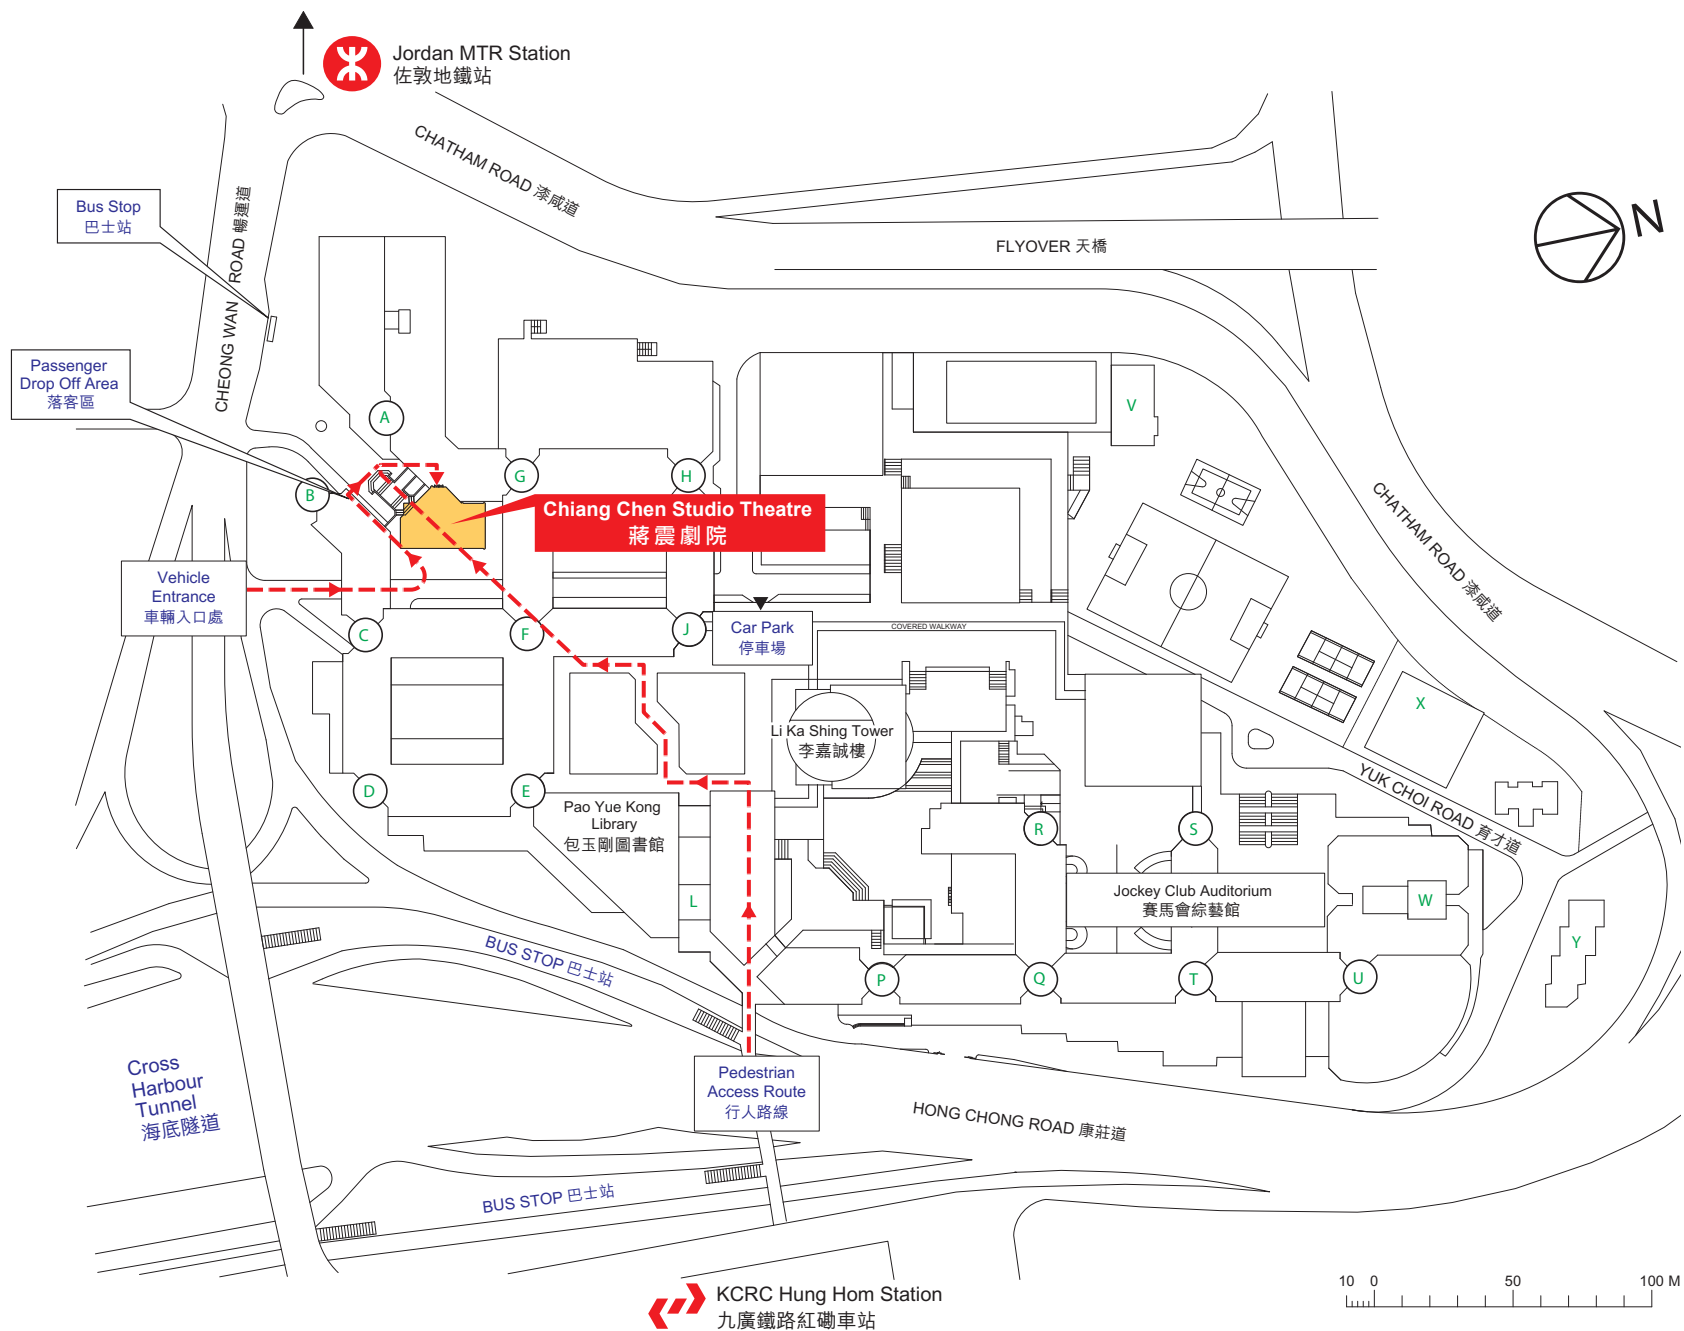 Jordan MTR Station
佐敦地鐵站
CHATHAM ROAD 漆咸道
Bus Stop
巴士站
CHEONG WAN ROAD 暢運道
N
FLYOVER 天橋
Passenger
Drop Off Area
落客區
A
V
G
H
B
Chiang Chen Studio Theatre
蔣震劇院
CHATHAM ROAD 漆咸道
Vehicle
Entrance
車輛入口處
C
F
J
Car Park
停車場
COVERED WALKWAY
X
Li Ka Shing Tower
李嘉誠樓
YUK CHOI ROAD 育才道
D
E
Pao Yue Kong
Library
包玉剛圖書館
R
S
L
Jockey Club Auditorium
賽馬會綜藝館
W
Y
BUS STOP 巴士站
P
Q
T
U
Cross
Harbour
Tunnel
海底隧道
Pedestrian
Access Route
行人路線
HONG CHONG ROAD 康莊道
BUS STOP 巴士站
KCRC Hung Hom Station
九廣鐵路紅磡車站
10 0 50 100 M